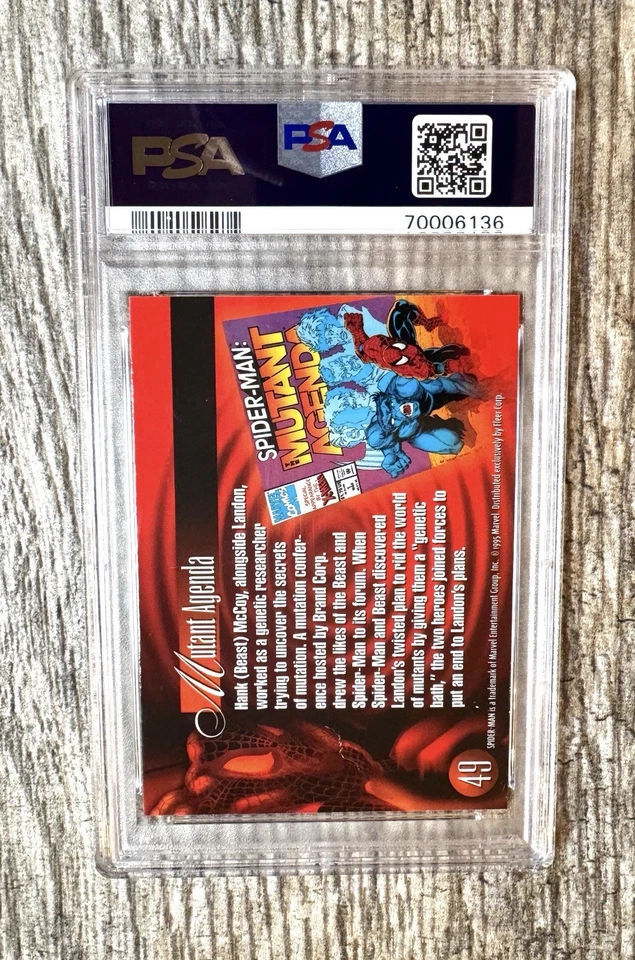 PSA
PSA
70006136
Mutant Agenda
Hank (Beast) McCoy, alongside Landon,
worked as a genetic researcher
trying to uncover the secrets
of mutation. A mutation confer-
ence hosted by Brand Corp.
drew the likes of the Beast and
Spider-Man to its forum. When
Spider-Man and Beast discovered
Landon's twisted plan to rid the world
of mutants by giving them a "genetic
bath," the two heroes joined forces to
put an end to Landon's plans.
SPIDER-MAN:
THE MUTANT
AGENDA
MARVEL
COMICS
49
SPIDER-MAN is a trademark of Marvel Entertainment Group, Inc. © 1995 Marvel. Distributed exclusively by Fleer Corp.